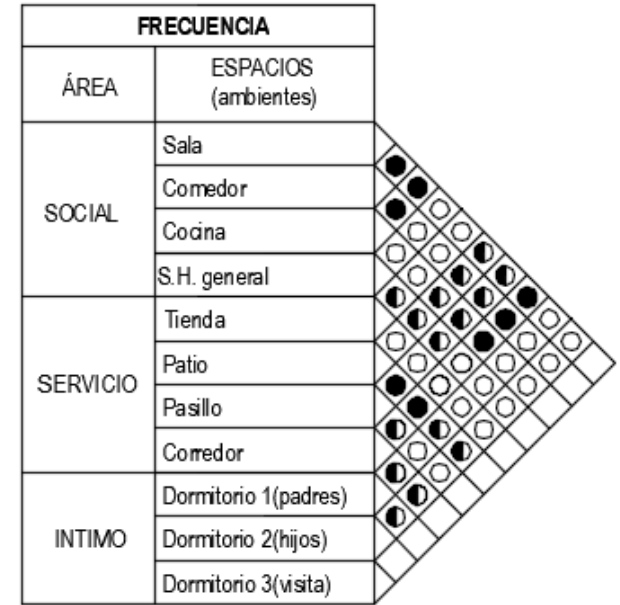 FRECUENCIA
ÁREA
ESPACIOS
(ambientes)
SOCIAL
Sala
Comedor
Cocina
S.H. general
SERVICIO
Tienda
Patio
Pasillo
Corredor
INTIMO
Dormitorio 1(padres)
Dormitorio 2(hijos)
Dormitorio 3(visita)